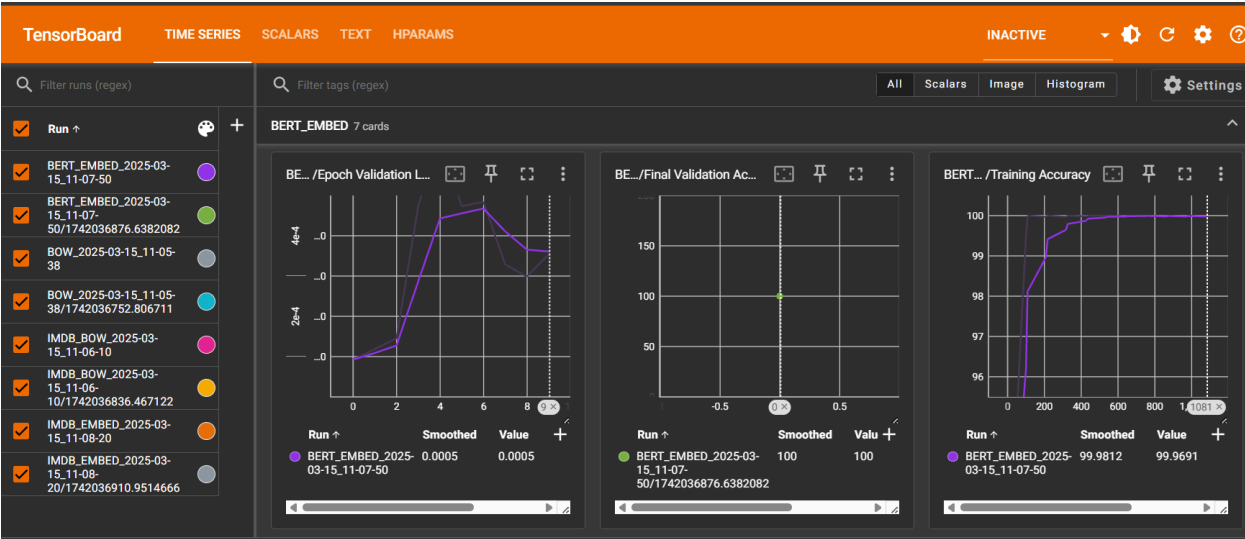 TensorBoard TIME SERIES SCALARS TEXT HPARAMS INACTIVE
Filter runs (regex)
Filter tags (regex) All Scalars Image Histogram Settings
Run ↑
BERT_EMBED_2025-03-
15_11-07-50
BERT_EMBED_2025-03-
15_11-07-
50/1742036876.6382082
BOW_2025-03-15_11-05-
38
BOW_2025-03-15_11-05-
38/1742036752.806711
IMDB_BOW_2025-03-
15_11-06-10
IMDB_BOW_2025-03-
15_11-06-
10/1742036836.467122
IMDB_EMBED_2025-03-
15_11-08-20
IMDB_EMBED_2025-03-
15_11-08-
20/1742036910.9514666
BERT_EMBED 7 cards
BE... /Epoch Validation L...
4e-4
2e-4
...0
...0
...0
...0
0 2 4 6 8 9 ×
Run ↑ Smoothed Value
BERT_EMBED_2025- 0.0005 0.0005
03-15_11-07-50
BE.../Final Validation Ac...
150
100
50
-0.5 0 × 0.5
Run ↑ Smoothed Valu
BERT_EMBED_2025-03- 100 100
15_11-07-
50/1742036876.6382082
BERT... /Training Accuracy
100
99
98
97
96
0 200 400 600 800 1081 ×
Run ↑ Smoothed Value
BERT_EMBED_2025- 99.9812 99.9691
03-15_11-07-50